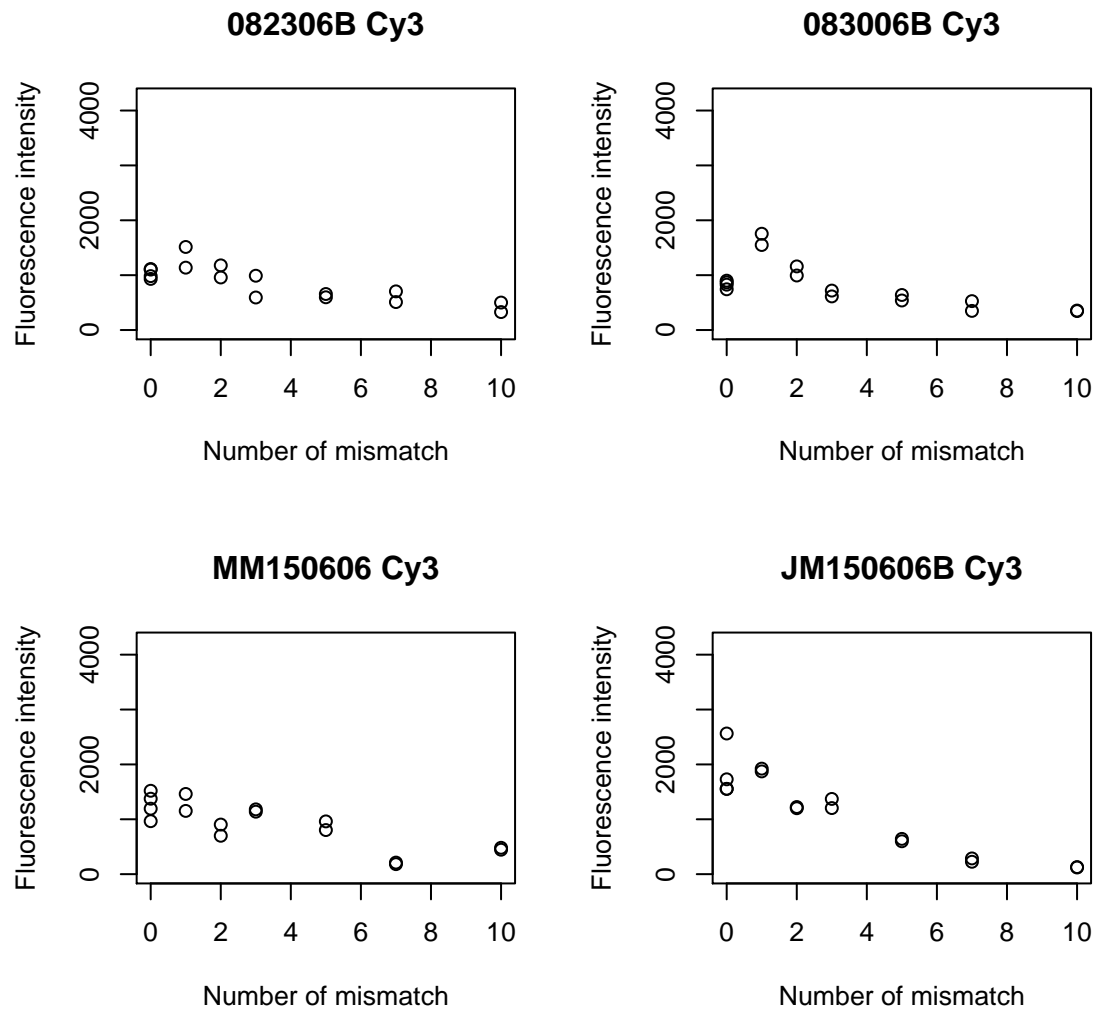 082306B Cy3
Fluorescence intensity
0 2000 4000
0 2 4 6 8 10
Number of mismatch
083006B Cy3
Fluorescence intensity
0 2000 4000
0 2 4 6 8 10
Number of mismatch
MM150606 Cy3
Fluorescence intensity
0 2000 4000
0 2 4 6 8 10
Number of mismatch
JM150606B Cy3
Fluorescence intensity
0 2000 4000
0 2 4 6 8 10
Number of mismatch